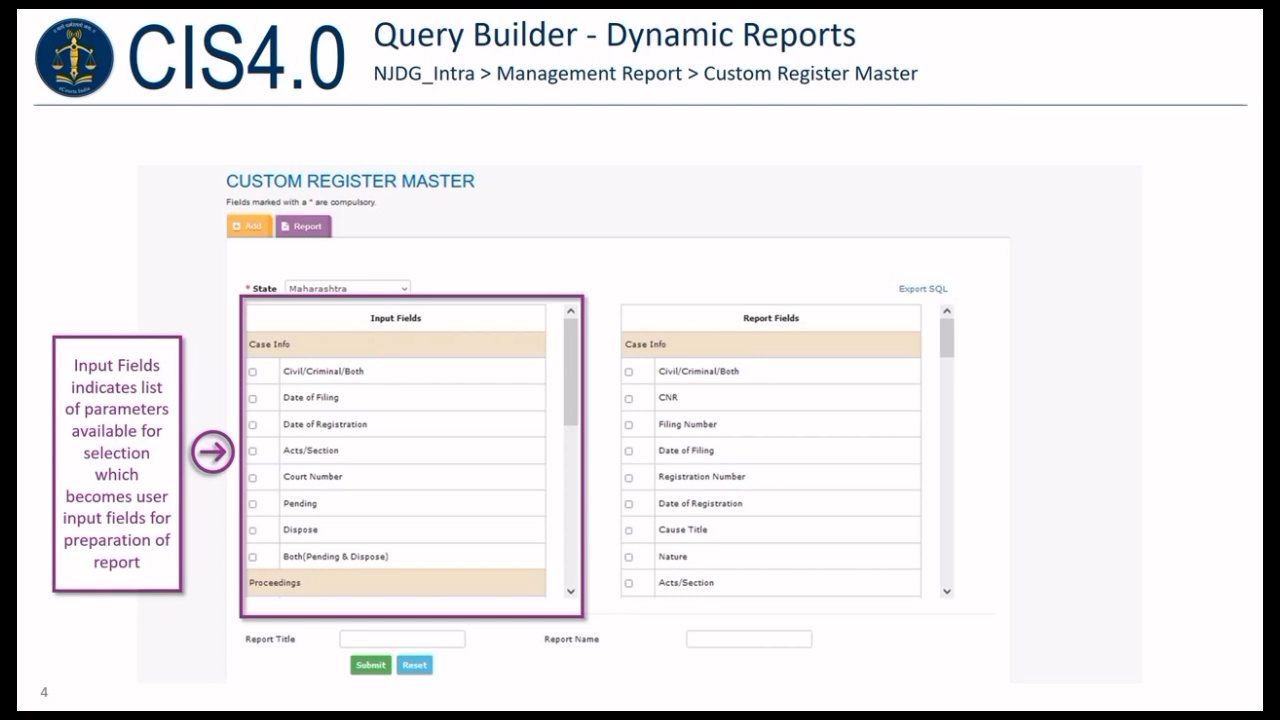 CIS4.0
Query Builder - Dynamic Reports
NJDG_Intra > Management Report > Custom Register Master
CUSTOM REGISTER MASTER
Fields marked with a * are compulsory.
Add
Report
* State
Maharashtra
Export SQL
Input Fields
Case Info
Civil/Criminal/Both
Date of Filing
Date of Registration
Acts/Section
Court Number
Pending
Dispose
Both(Pending & Dispose)
Proceedings
Report Fields
Case Info
Civil/Criminal/Both
CNR
Filing Number
Date of Filing
Registration Number
Date of Registration
Cause Title
Nature
Acts/Section
Input Fields
indicates list
of parameters
available for
selection
which
becomes user
input fields for
preparation of
report
Report Title
Report Name
Submit
Reset
4